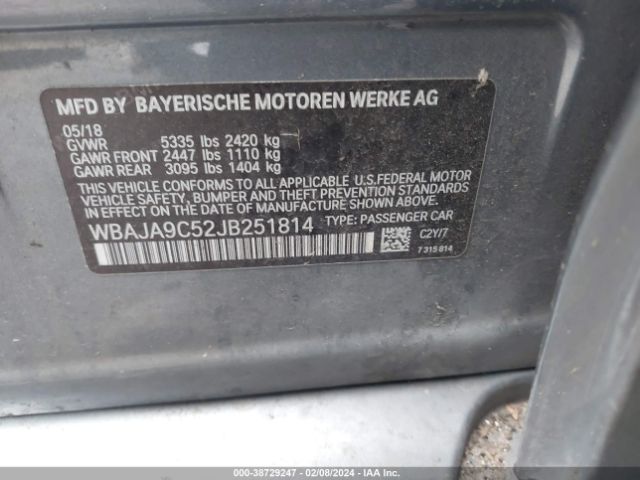 MFD BY BAYERISCHE MOTOREN WERKE AG
05/18
GVWR 5335 lbs 2420 kg
GAWR FRONT 2447 lbs 1110 kg
GAWR REAR 3095 lbs 1404 kg
THIS VEHICLE CONFORMS TO ALL APPLICABLE U.S.FEDERAL MOTOR
VEHICLE SAFETY, BUMPER AND THEFT PREVENTION STANDARDS
IN EFFECT ON THE DATE OF MANUFACTURE SHOWN ABOVE.
WBAJA9C52JB251814 TYPE: PASSENGER CAR
C2Y/7
7 315 814
000-38729247 - 02/08/2024 - IAA Inc.